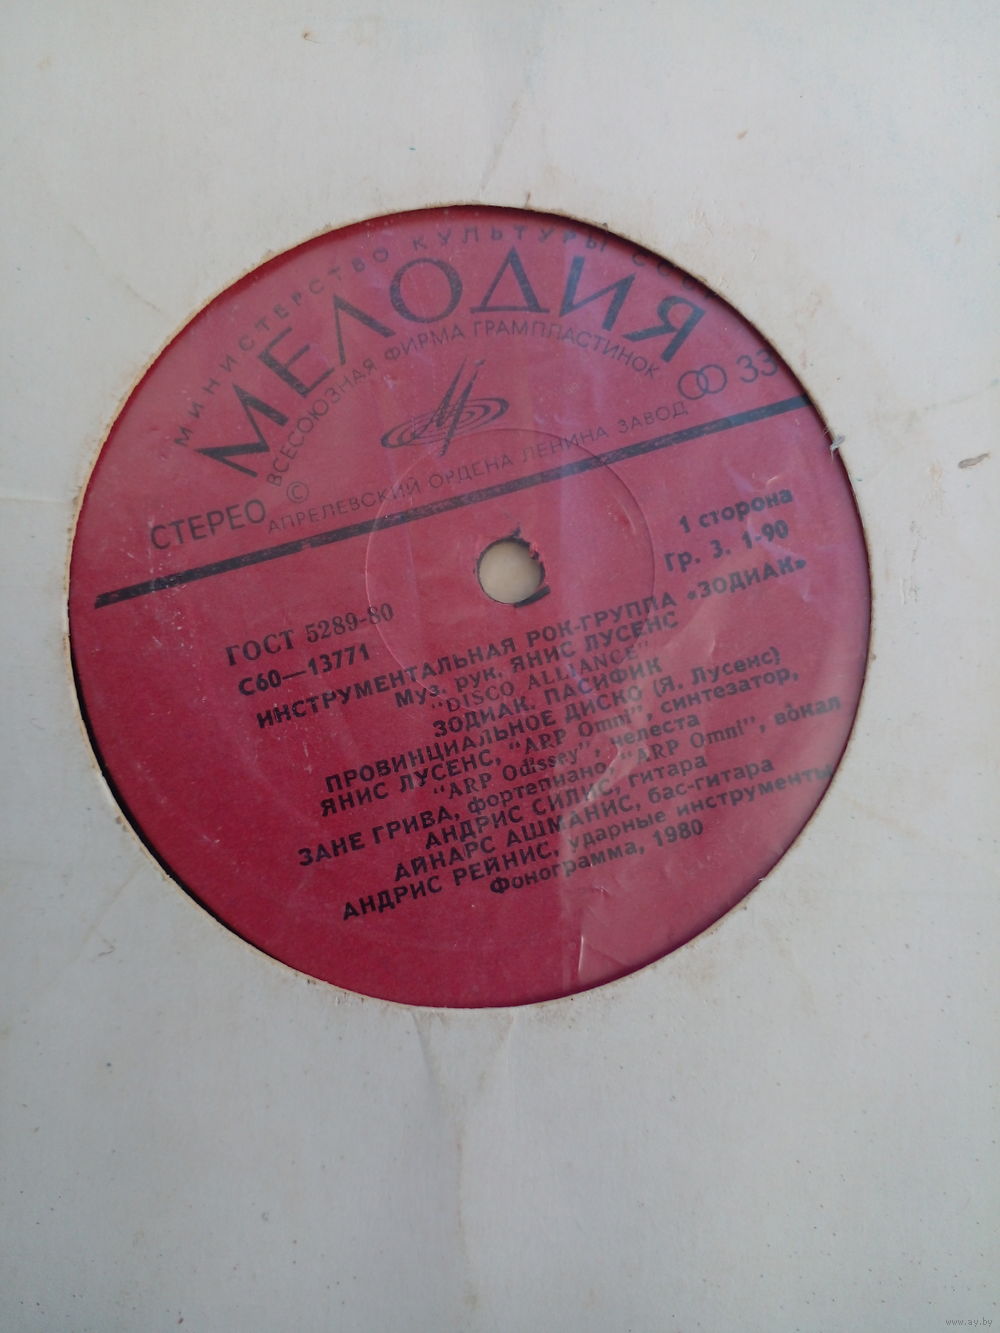 МИНИСТЕРСТВО КУЛЬТУРЫ СССР
МЕЛОДИЯ
ВСЕСОЮЗНАЯ ФИРМА ГРАМПЛАСТИНОК
СТЕРЕО
©
АПРЕЛЕВСКИЙ ОРДЕНА ЛЕНИНА ЗАВОД
33
1 сторона
ГОСТ 5289-80
Гр. 3. 1-90
С60—13771
ИНСТРУМЕНТАЛЬНАЯ РОК-ГРУППА «ЗОДИАК»
Муз. рук. ЯНИС ЛУСЕНС
"DISCO ALLIANCE"
ЗОДИАК. ПАСИФИК
ПРОВИНЦИАЛЬНОЕ ДИСКО (Я. Лусенс)
ЯНИС ЛУСЕНС, "ARP Omni", синтезатор,
"ARP Odissey", челеста
ЗАНЕ ГРИВА, фортепиано, "ARP Omni", вокал
АНДРИС СИЛИС, гитара
АЙНАРС АШМАНИС, бас-гитара
АНДРИС РЕЙНИС, ударные инструменты
Фонограмма, 1980
www.ay.by